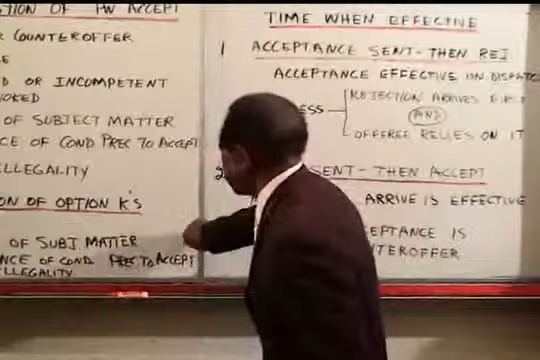 TION OF PW ACCEPT
COUNTEROFFER
D OR INCOMPETENT
OKED
OF SUBJECT MATTER
CE OF COND PREC TO ACCEPT
LLEGALITY
ON OF OPTION K'S
OF SUBJ. MATTER
NCE OF COND PREC TO ACCEPT
LLEGALITY
TIME WHEN EFFECTIVE
1 ACCEPTANCE SENT-THEN REJ
ACCEPTANCE EFFECTIVE ON DISPATC
ESS
REJECTION ARRIVES
AND
OFFEREE RELIES ON IT
2 SENT - THEN ACCEPT
ARRIVE IS EFFECTIVE
EPTANCE IS
NTEROFFER